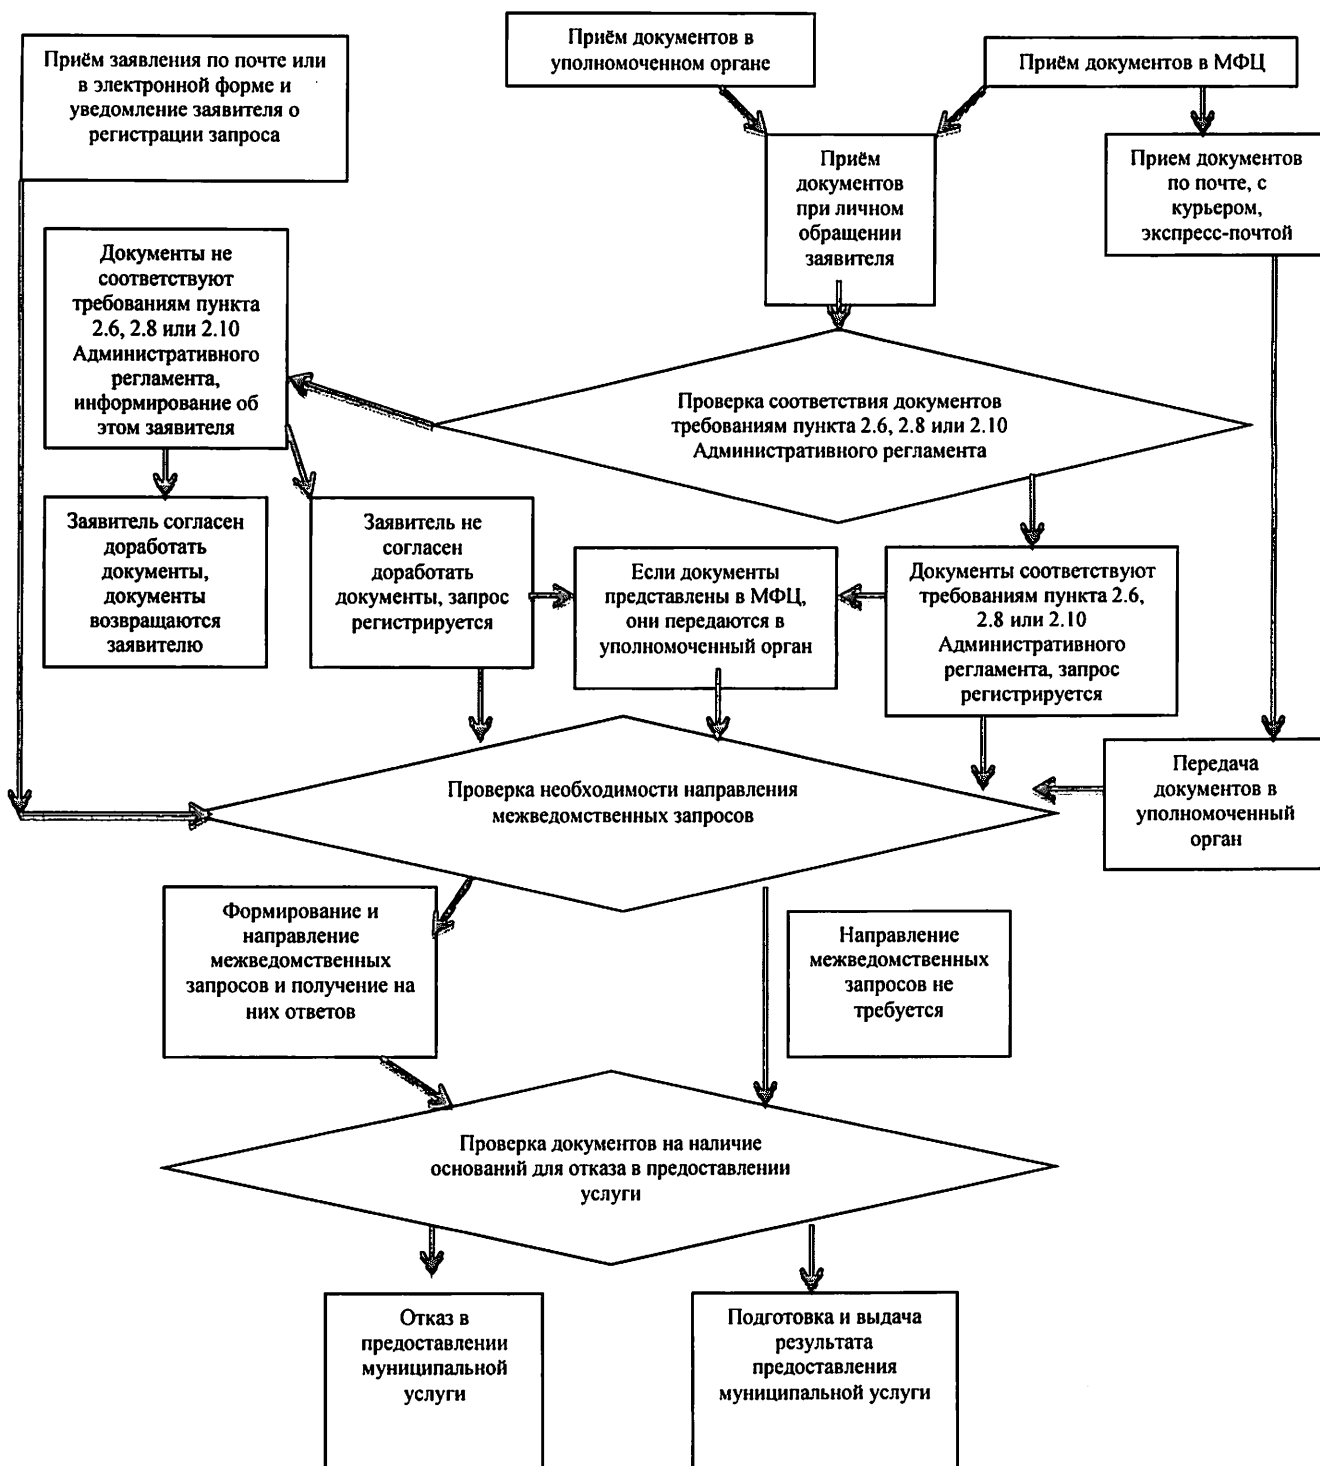 Приём заявления по почте или
в электронной форме и
уведомление заявителя о
регистрации запроса
Приём документов в
уполномоченном органе
Приём документов в МФЦ
Приём
документов
при личном
обращении
заявителя
Прием документов
по почте, с
курьером,
экспресс-почтой
Документы не
соответствуют
требованиям пункта
2.6, 2.8 или 2.10
Административного
регламента,
информирование об
этом заявителя
Проверка соответствия документов
требованиям пункта 2.6, 2.8 или 2.10
Административного регламента
Заявитель согласен
доработать
документы,
документы
возвращаются
заявителю
Заявитель не
согласен
доработать
документы, запрос
регистрируется
Если документы
представлены в МФЦ,
они передаются в
уполномоченный орган
Документы соответствуют
требованиям пункта 2.6,
2.8 или 2.10
Административного
регламента, запрос
регистрируется
Проверка необходимости направления
межведомственных запросов
Передача
документов в
уполномоченный
орган
Формирование и
направление
межведомственных
запросов и получение на
них ответов
Направление
межведомственных
запросов не
требуется
Проверка документов на наличие
оснований для отказа в предоставлении
услуги
Отказ в
предоставлении
муниципальной
услуги
Подготовка и выдача
результата
предоставления
муниципальной услуги